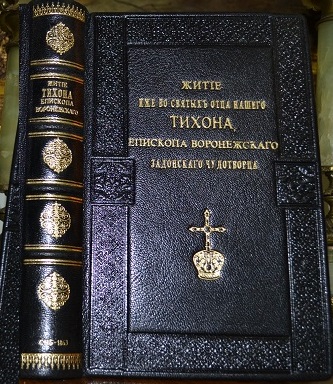 ЖИТІЕ
ТИХОНА
ЕПИСКОПА
ВОРОНЕЖСКАГО
ЖИТІЕ
ИЖЕ ВО СВЯТЫХЪ ОТЦА НАШЕГО
ТИХОНА,
ЕПИСКОПА ВОРОНЕЖСКАГО
ЗАДОНСКАГО ЧУДОТВОРЦА